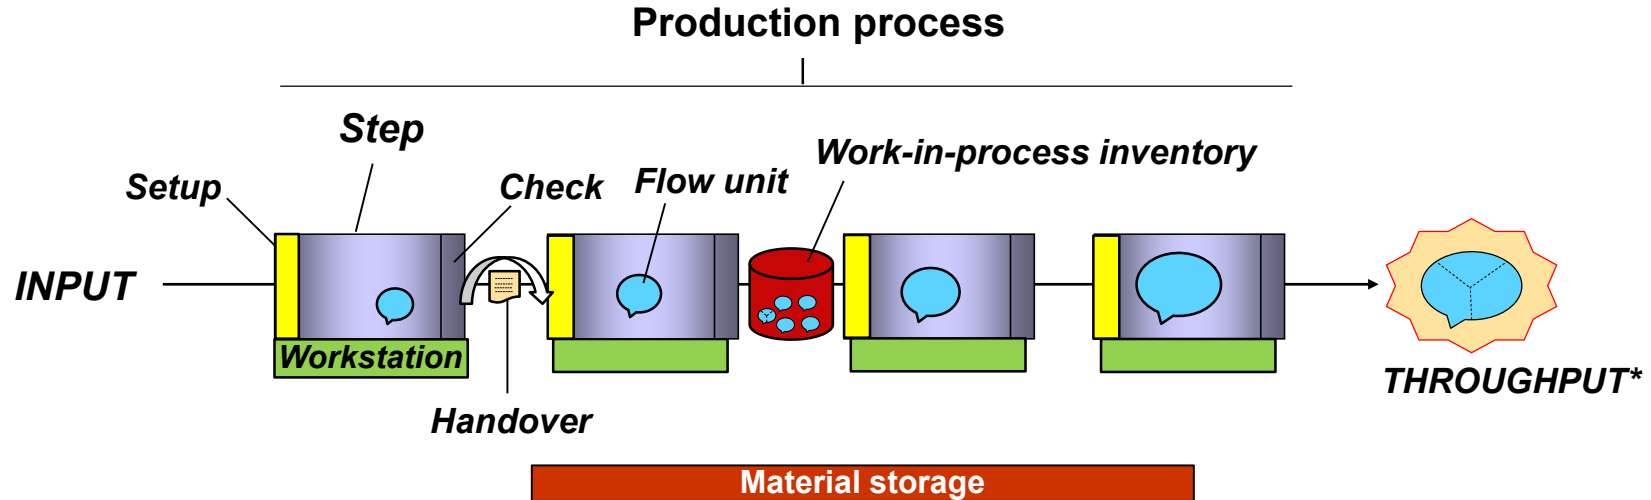 Production process
Step
Work-in-process inventory
Setup
Check
Flow unit
INPUT
Workstation
THROUGHPUT*
Handover
Material storage